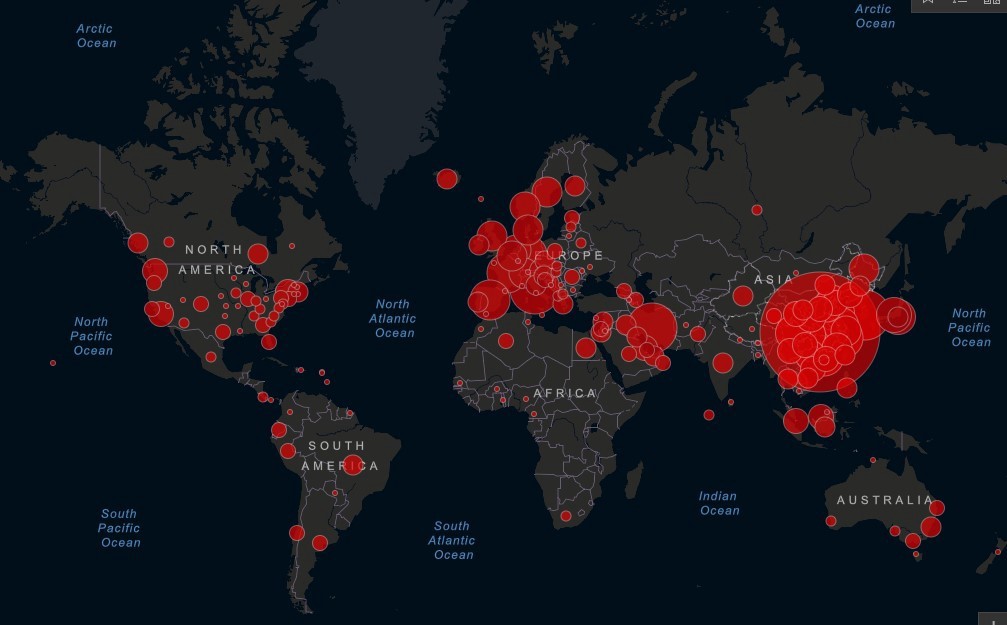 Arctic
Ocean
Arctic
Ocean
NORTH
AMERICA
EUROPE
ASIA
North
Pacific
Ocean
North
Atlantic
Ocean
North
Pacific
Ocean
AFRICA
SOUTH
AMERICA
Indian
Ocean
AUSTRALIA
South
Pacific
Ocean
South
Atlantic
Ocean